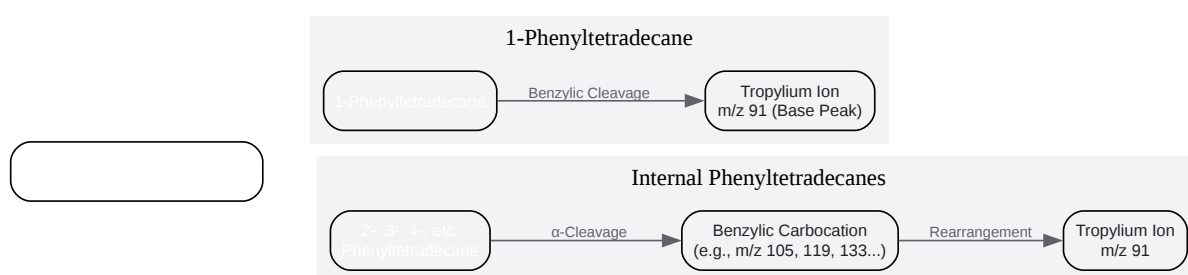 1-Phenyltetradecane
1-Phenyltetradecane
Benzylic Cleavage
Tropylium Ion
m/z 91 (Base Peak)
Internal Phenyltetradecanes
2-, 3-, 4-, etc.
Phenyltetradecane
α-Cleavage
Benzylic Carbocation
(e.g., m/z 105, 119, 133...)
Rearrangement
Tropylium Ion
m/z 91